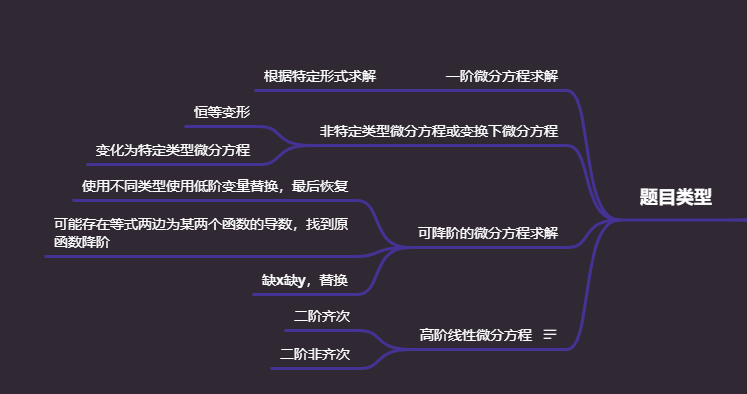 根据特定形式求解
一阶微分方程求解
恒等变形
非特定类型微分方程或变换下微分方程
变化为特定类型微分方程
使用不同类型使用低阶变量替换，最后恢复
题目类型
可能存在等式两边为某两个函数的导数，找到原
函数降阶
可降阶的微分方程求解
缺x缺y，替换
二阶齐次
高阶线性微分方程
二阶非齐次